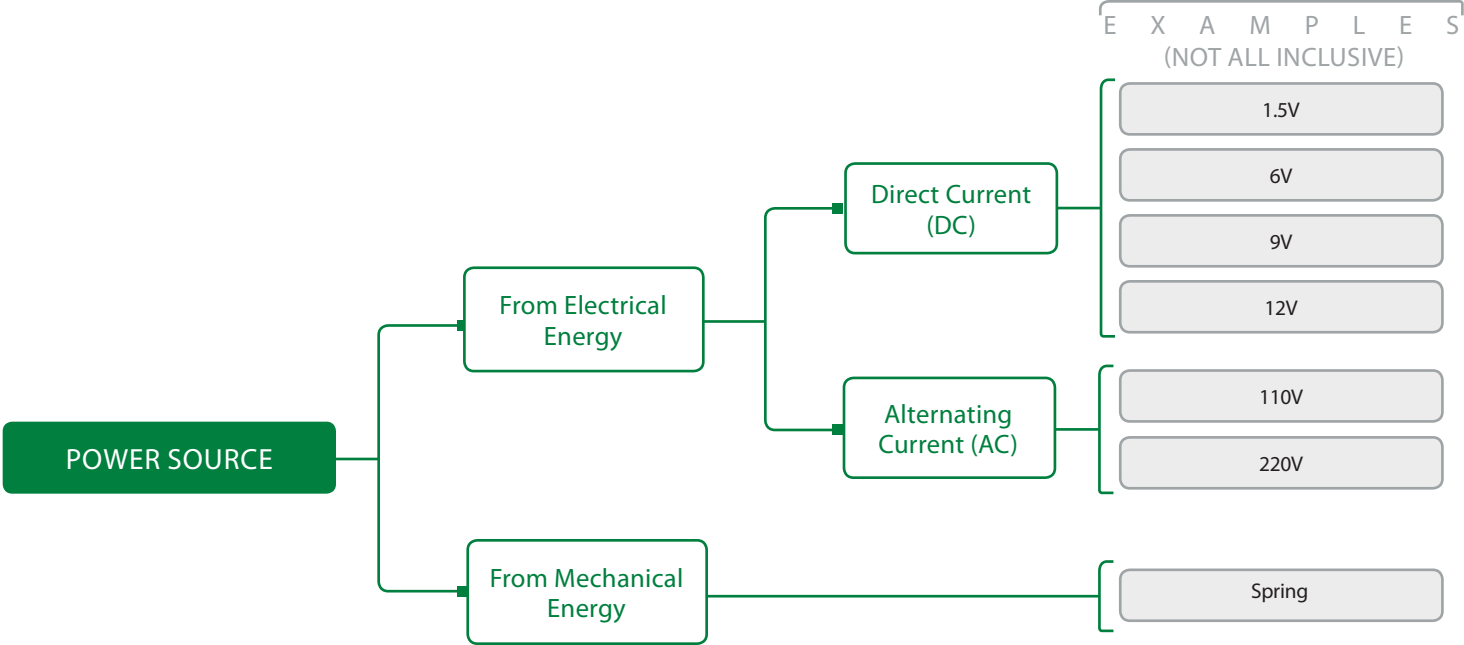 E X A M P L E S
(NOT ALL INCLUSIVE)
1.5V
6V
9V
12V
Direct Current
(DC)
From Electrical
Energy
Alternating
Current (AC)
110V
220V
POWER SOURCE
From Mechanical
Energy
Spring